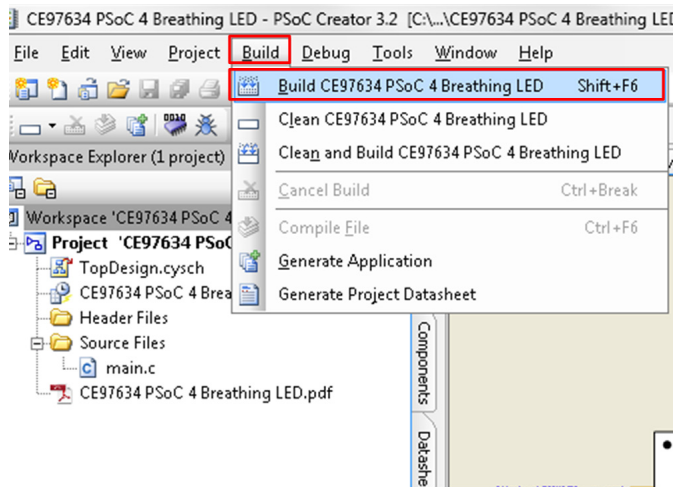 CE97634 PSoC 4 Breathing LED - PSoC Creator 3.2 [C:\...\CE97634 PSoC 4 Breathing LE
File Edit View Project Build Debug Tools Window Help
Build CE97634 PSoC 4 Breathing LED Shift+F6
Clean CE97634 PSoC 4 Breathing LED
Clean and Build CE97634 PSoC 4 Breathing LED
Cancel Build Ctrl+Break
Compile File Ctrl+F6
Generate Application
Generate Project Datasheet
Workspace Explorer (1 project)
Workspace 'CE97634 PSoC 4
Project 'CE97634 PSo
TopDesign.cysch
CE97634 PSoC 4 Brea
Header Files
Source Files
main.c
CE97634 PSoC 4 Breathing LED.pdf
Components
Datashe